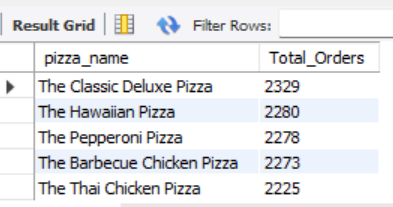 Result Grid Filter Rows:
pizza_name Total_Orders
The Classic Deluxe Pizza 2329
The Hawaiian Pizza 2280
The Pepperoni Pizza 2278
The Barbecue Chicken Pizza 2273
The Thai Chicken Pizza 2225